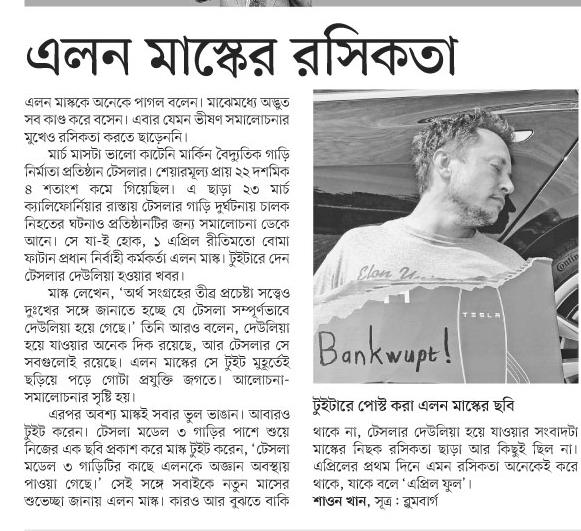 এলন মাস্কের রসিকতা
এলন মাস্ককে অনেকে পাগল বলেন। মাঝেমধ্যে অদ্ভুত
সব কাণ্ড করে বসেন। এবার যেমন ভীষণ সমালোচনার
মুখেও রসিকতা করতে ছাড়েননি।
মার্চ মাসটা ভালো কাটেনি মার্কিন বৈদ্যুতিক গাড়ি
নির্মাতা প্রতিষ্ঠান টেসলার। শেয়ারমূল্য প্রায় ২২ দশমিক
৪ শতাংশ কমে গিয়েছিল। এ ছাড়া ২৩ মার্চ
ক্যালিফোর্নিয়ার রাস্তায় টেসলার গাড়ি দুর্ঘটনায় চালক
নিহতের ঘটনাও প্রতিষ্ঠানটির জন্য সমালোচনা ডেকে
আনে। সে যা-ই হোক, ১ এপ্রিল রীতিমতো বোমা
ফাটান প্রধান নির্বাহী কর্মকর্তা এলন মাস্ক। টুইটারে দেন
টেসলার দেউলিয়া হওয়ার খবর।
মাস্ক লেখেন, ‘অর্থ সংগ্রহের তীব্র প্রচেষ্টা সত্ত্বেও
দুঃখের সঙ্গে জানাতে হচ্ছে যে টেসলা সম্পূর্ণভাবে
দেউলিয়া হয়ে গেছে।’ তিনি আরও বলেন, দেউলিয়া
হয়ে যাওয়ার অনেক দিক রয়েছে, আর টেসলার সে
সবগুলোই রয়েছে। এলন মাস্কের সে টুইট মুহূর্তেই
ছড়িয়ে পড়ে গোটা প্রযুক্তি জগতে। আলোচনা-
সমালোচনার সৃষ্টি হয়।
এরপর অবশ্য মাস্কই সবার ভুল ভাঙান। আবারও
টুইট করেন। টেসলা মডেল ৩ গাড়ির পাশে শুয়ে
নিজের এক ছবি প্রকাশ করে মাস্ক টুইট করেন, ‘টেসলা
মডেল ৩ গাড়িটির কাছে এলনকে অজ্ঞান অবস্থায়
পাওয়া গেছে।’ সেই সঙ্গে সবাইকে নতুন মাসের
শুভেচ্ছা জানায় এলন মাস্ক। কারও আর বুঝতে বাকি
Elon
TESLA
Bankwupt!
টুইটারে পোস্ট করা এলন মাস্কের ছবি
থাকে না, টেসলার দেউলিয়া হয়ে যাওয়ার সংবাদটা
মাস্কের নিছক রসিকতা ছাড়া আর কিছুই ছিল না।
এপ্রিলের প্রথম দিনে এমন রসিকতা অনেকেই করে
থাকে, যাকে বলে ‘এপ্রিল ফুল’।
শাওন খান, সূত্র : ব্লুমবার্গ